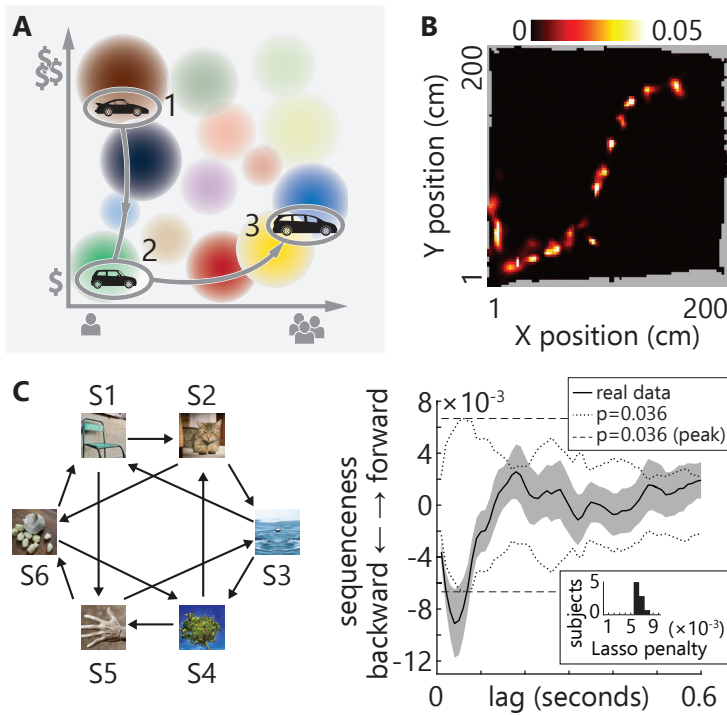 A
$$$
1
2
3
$
B
0
0.05
200
Y position (cm)
1
1
200
X position (cm)
C
S1
S2
S3
S4
S5
S6
8
×10⁻³
4
0
-4
-8
-12
sequenceness
backward ← → forward
real data
p=0.036
p=0.036 (peak)
subjects
5
0
1 5 9 (×10⁻³)
Lasso penalty
0
lag (seconds)
0.6